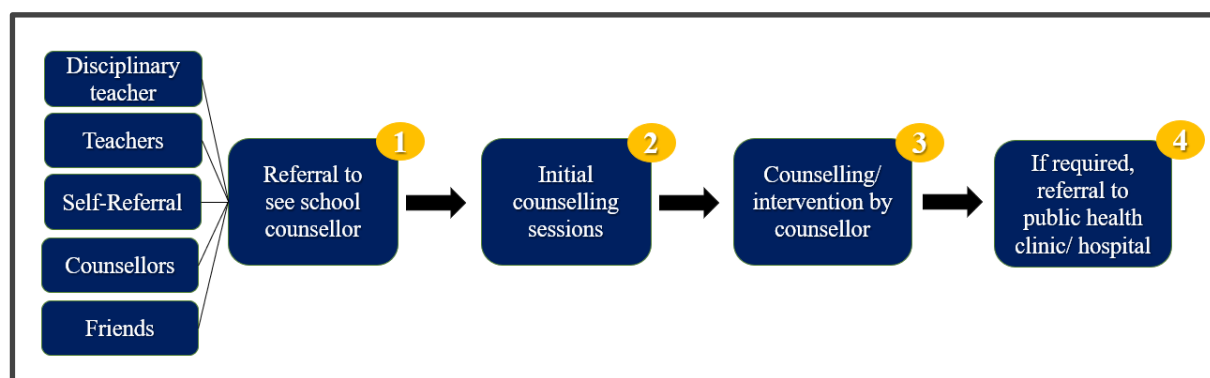 Disciplinary
teacher
Teachers
Self-Referral
Counsellors
Friends
1
Referral to
see school
counsellor
2
Initial
counselling
sessions
3
Counselling/
intervention by
counsellor
4
If required,
referral to
public health
clinic/ hospital